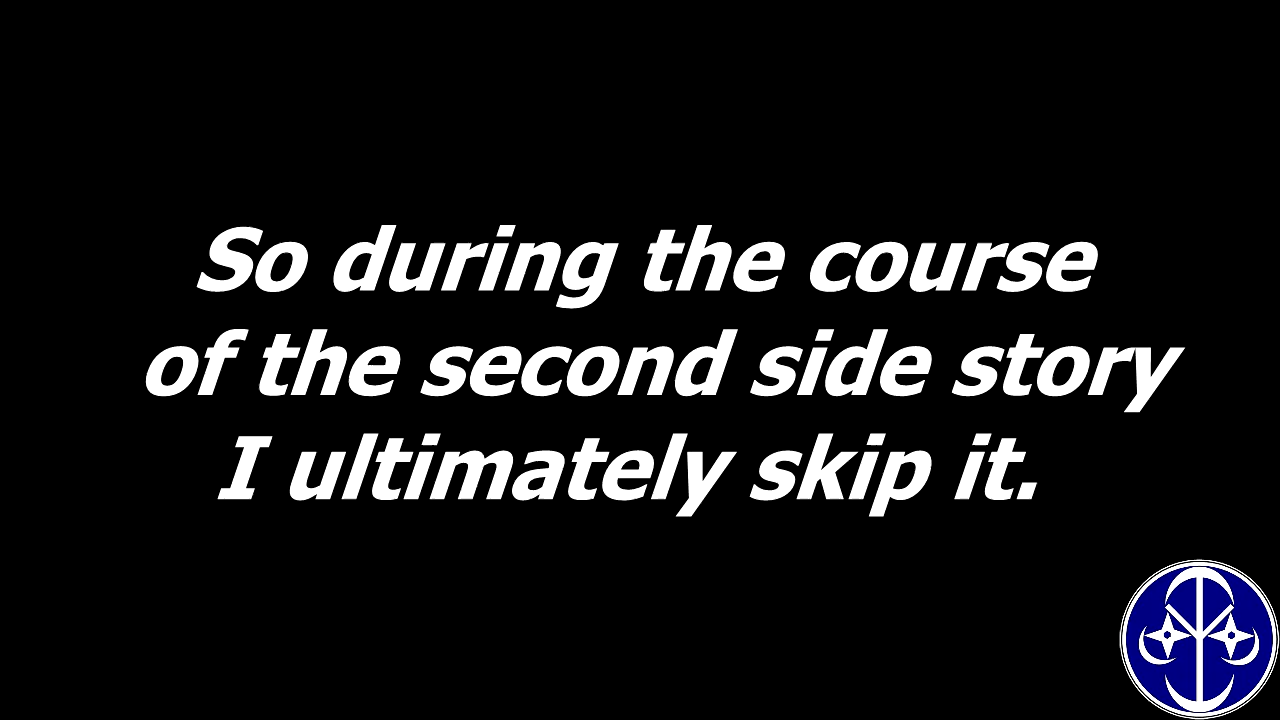 So during the course
of the second side story
I ultimately skip it.